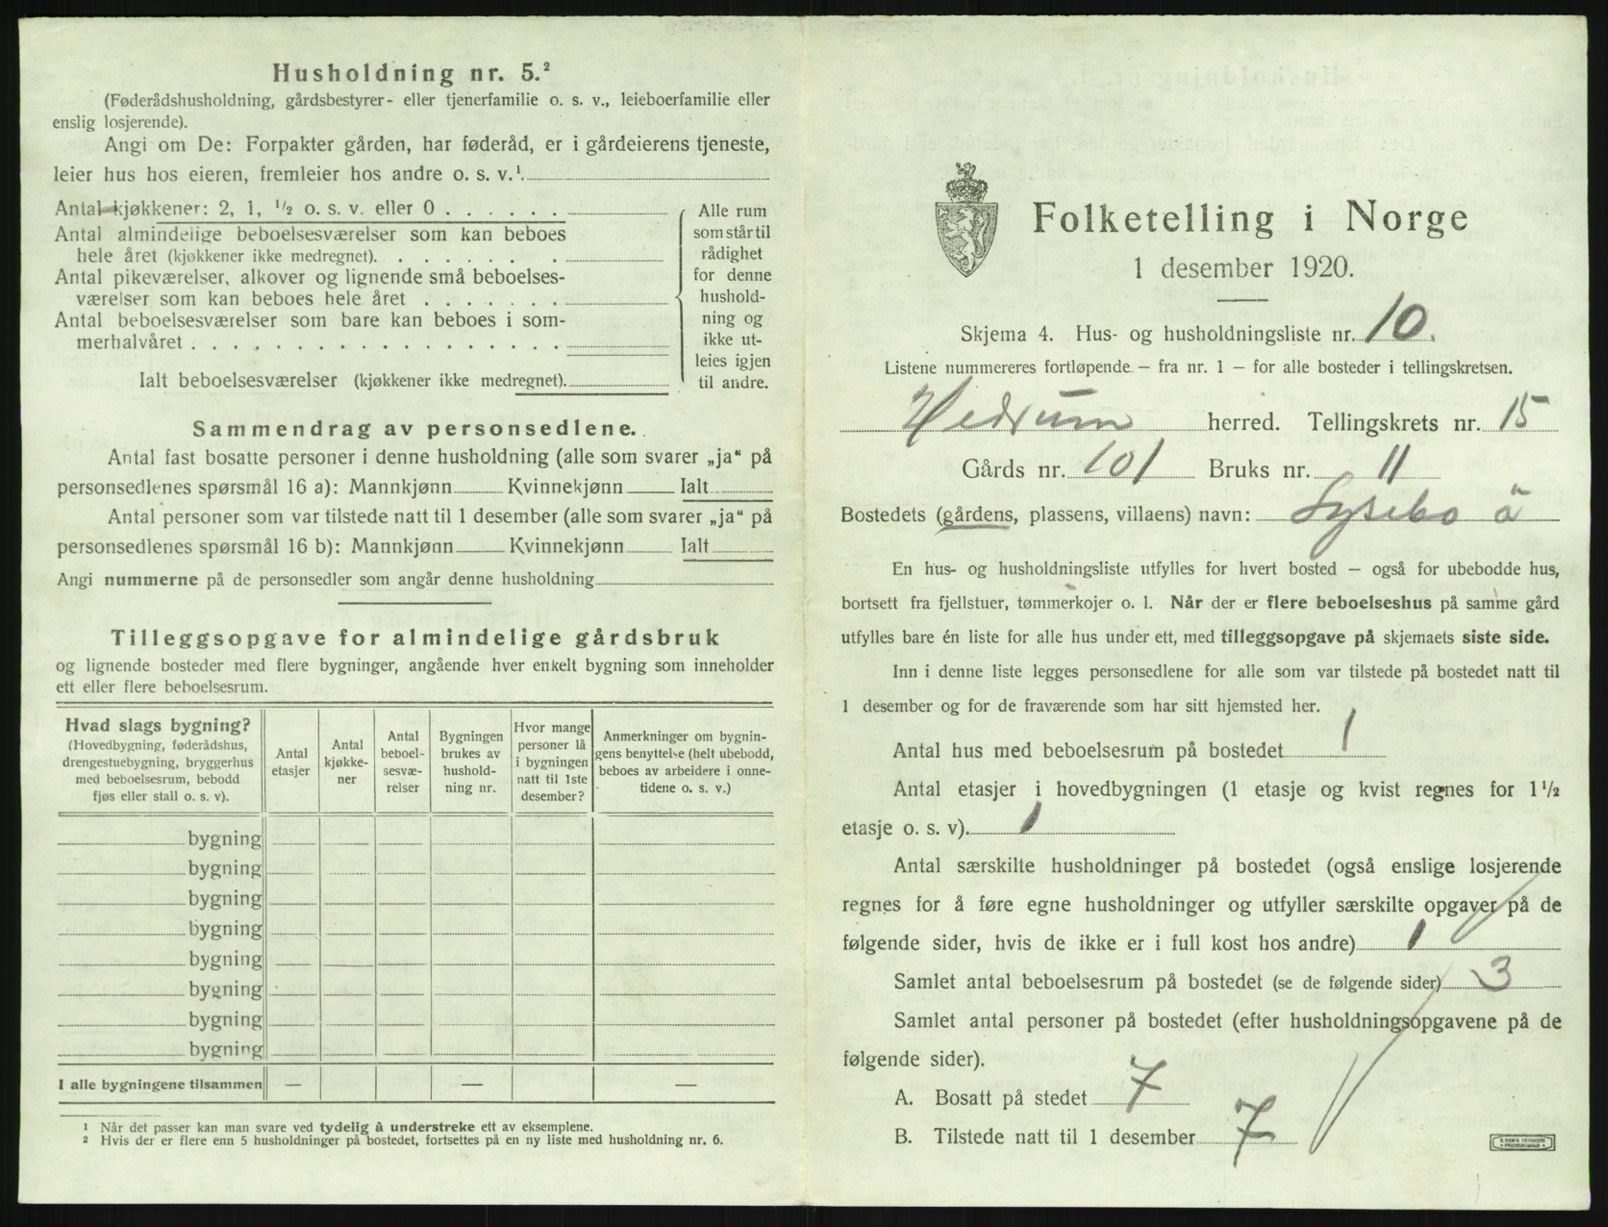 Husholdning nr. 5.²
(Føderådshusholdning, gårdsbestyrer- eller tjenerfamilie o. s. v., leieboerfamilie eller
enslig losjerende).
Angi om De: Forpakter gården, har føderåd, er i gårdeierens tjeneste,
leier hus hos eieren, fremleier hos andre o. s. v.¹
Antal kjøkkener: 2, 1, ½ o. s. v. eller 0 . . . . . .
Antal almindelige beboelsesværelser som kan beboes
hele året (kjøkkener ikke medregnet). . . . . . .
Antal pikeværelser, alkover og lignende små beboelses-
værelser som kan beboes hele året . . . . . . .
Antal beboelsesværelser som bare kan beboes i som-
merhalvåret . . . . . . . . . . . . . . . . . .
Ialt beboelsesværelser (kjøkkener ikke medregnet).
Alle rum
som står til
rådighet
for denne
hushold-
ning og
ikke ut-
leies igjen
til andre.
Sammendrag av personsedlene.
Antal fast bosatte personer i denne husholdning (alle som svarer „ja“ på
personsedlenes spørsmål 16 a): Mannkjønn Kvinnekjønn Ialt
Antal personer som var tilstede natt til 1 desember (alle som svarer „ja“ på
personsedlenes spørsmål 16 b): Mannkjønn Kvinnekjønn Ialt
Angi nummerne på de personsedler som angår denne husholdning
Tilleggsopgave for almindelige gårdsbruk
og lignende bosteder med flere bygninger, angående hver enkelt bygning som inneholder
ett eller flere beboelsesrum.
Hvad slags bygning?
(Hovedbygning, føderådshus,
drengestuebygning, bryggerhus
med beboelsesrum, bebodd
fjøs eller stall o. s. v).
Antal
etasjer
Antal
kjøkke-
ner
Antal
beboel-
sesvæ-
relser
Bygningen
brukes av
hushold-
ning nr.
Hvor mange
personer lå
i bygningen
natt til 1ste
desember?
Anmerkninger om bygnin-
gens benyttelse (helt ubebodd,
beboes av arbeidere i onne-
tidene o. s. v.)
bygning
bygning
bygning
bygning
bygning
bygning
bygning
bygning
I alle bygningene tilsammen — — —
¹ Når det passer kan man svare ved tydelig å understreke ett av eksemplene.
² Hvis der er flere enn 5 husholdninger på bostedet, fortsettes på en ny liste med husholdning nr. 6.
Folketelling i Norge
1 desember 1920.
Skjema 4. Hus- og husholdningsliste nr. 10.
Listene nummereres fortløpende – fra nr. 1 – for alle bosteder i tellingskretsen.
Hedrum herred. Tellingskrets nr. 15
Gårds nr. 101 Bruks nr. 11
Bostedets (gårdens, plassens, villaens) navn: Lysebo ä
En hus- og husholdningsliste utfylles for hvert bosted – også for ubebodde hus,
bortsett fra fjellstuer, tømmerkojer o. l. Når der er flere beboelseshus på samme gård
utfylles bare én liste for alle hus under ett, med tilleggsopgave på skjemaets siste side.
Inn i denne liste legges personsedlene for alle som var tilstede på bostedet natt til
1 desember og for de fraværende som har sitt hjemsted her.
Antal hus med beboelsesrum på bostedet 1
Antal etasjer i hovedbygningen (1 etasje og kvist regnes for 1½
etasje o. s. v). 1
Antal særskilte husholdninger på bostedet (også enslige losjerende
regnes for å føre egne husholdninger og utfyller særskilte opgaver på de
følgende sider, hvis de ikke er i full kost hos andre) 1
Samlet antal beboelsesrum på bostedet (se de følgende sider) 3
Samlet antal personer på bostedet (efter husholdningsopgavene på de
følgende sider).
A. Bosatt på stedet 7
B. Tilstede natt til 1 desember 7